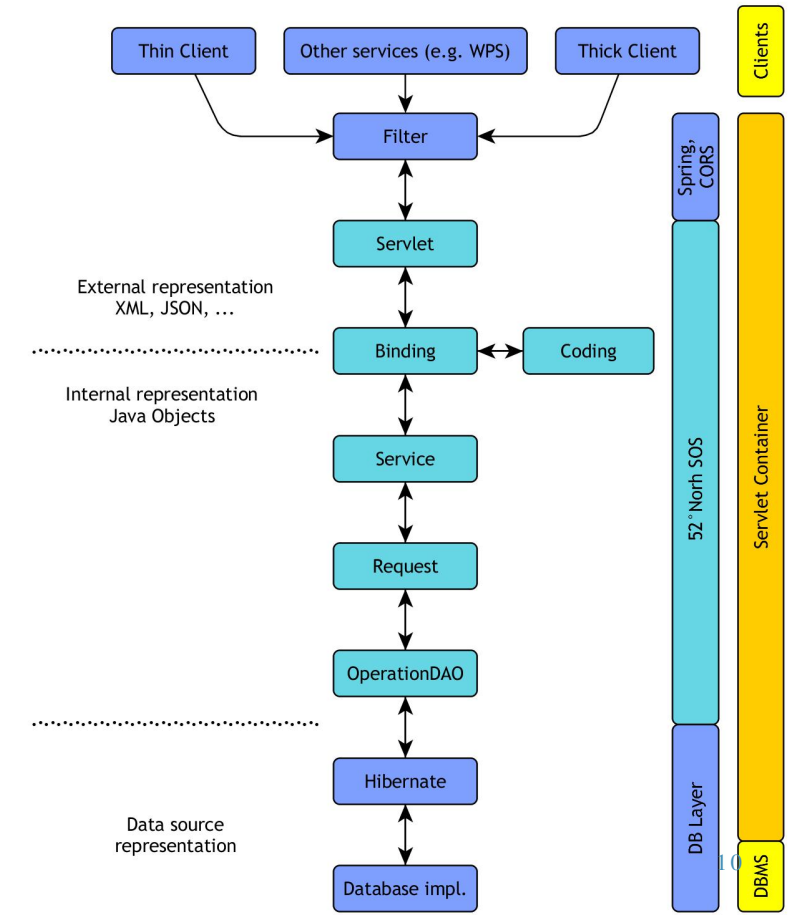 Thin Client
Other services (e.g. WPS)
Thick Client
Clients
Filter
Spring,
CORS
Servlet
External representation
XML, JSON, ...
Binding
Coding
Internal representation
Java Objects
Service
52°Norh SOS
Servlet Container
Request
OperationDAO
Hibernate
DB Layer
Data source
representation
10
DBMS
Database impl.